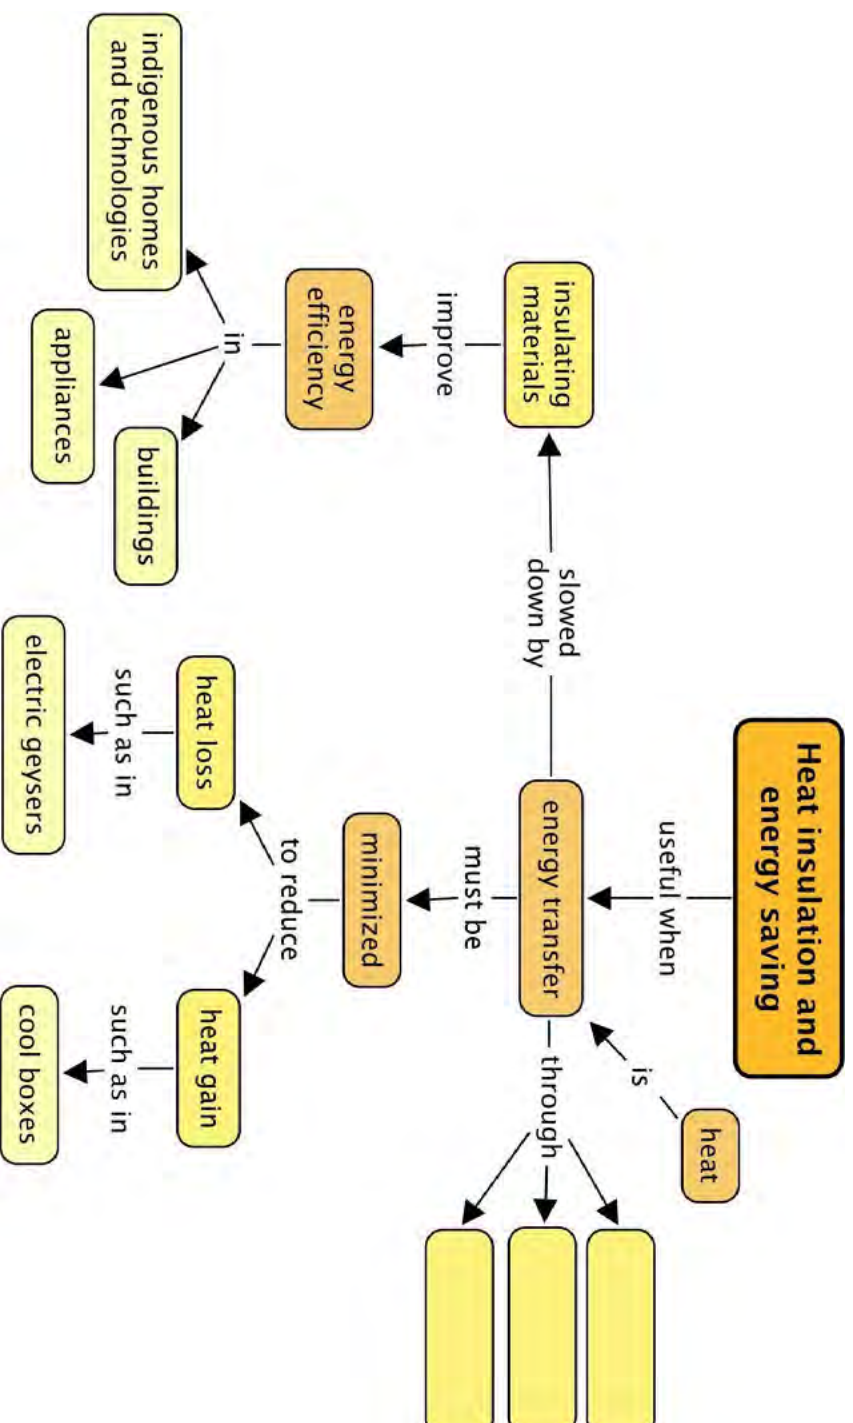 Heat insulation and
energy saving
useful when
heat
is
energy transfer
slowed
down by
insulating
materials
improve
energy
efficiency
in
indigenous homes
and technologies
appliances
buildings
must be
minimized
to reduce
heat loss
such as in
electric geysers
heat gain
such as in
cool boxes
through